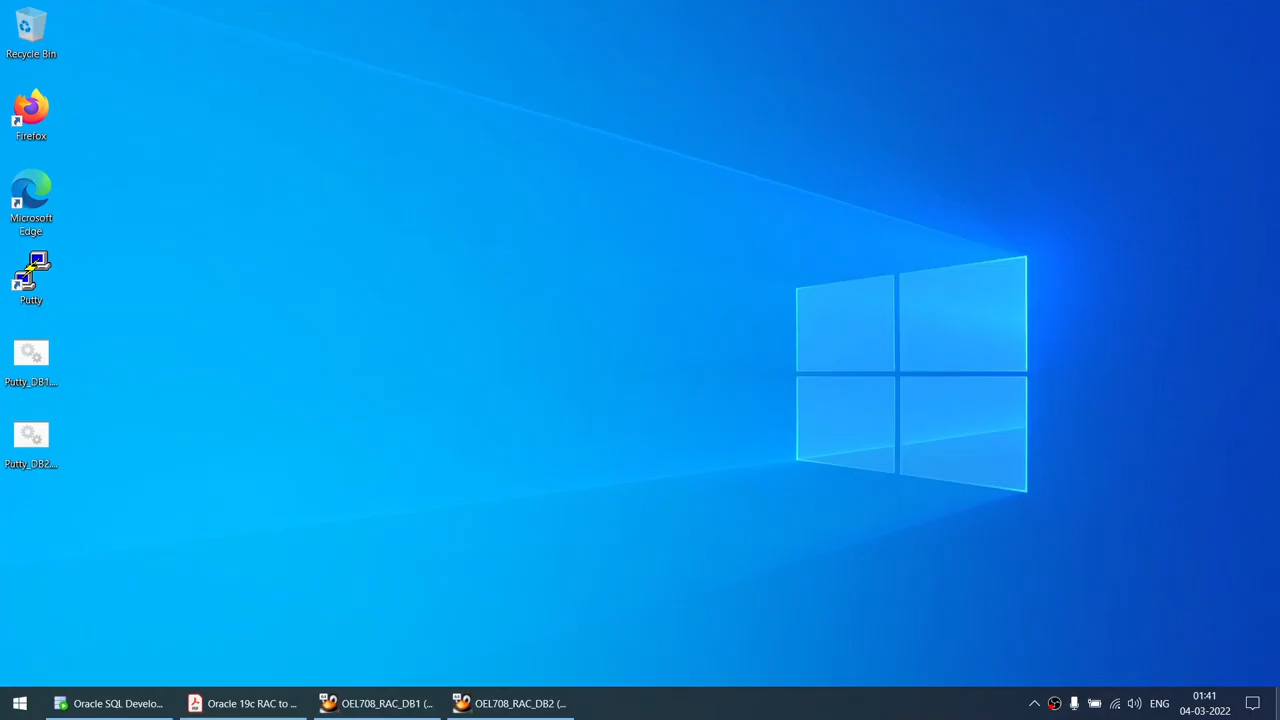 Recycle Bin
Firefox
Microsoft
Edge
Putty
Putty_DB1....
Putty_DB2....
Oracle SQL Develo...
Oracle 19c RAC to ...
OEL708_RAC_DB1 (...
OEL708_RAC_DB2 (...
ENG
01:41
04-03-2022